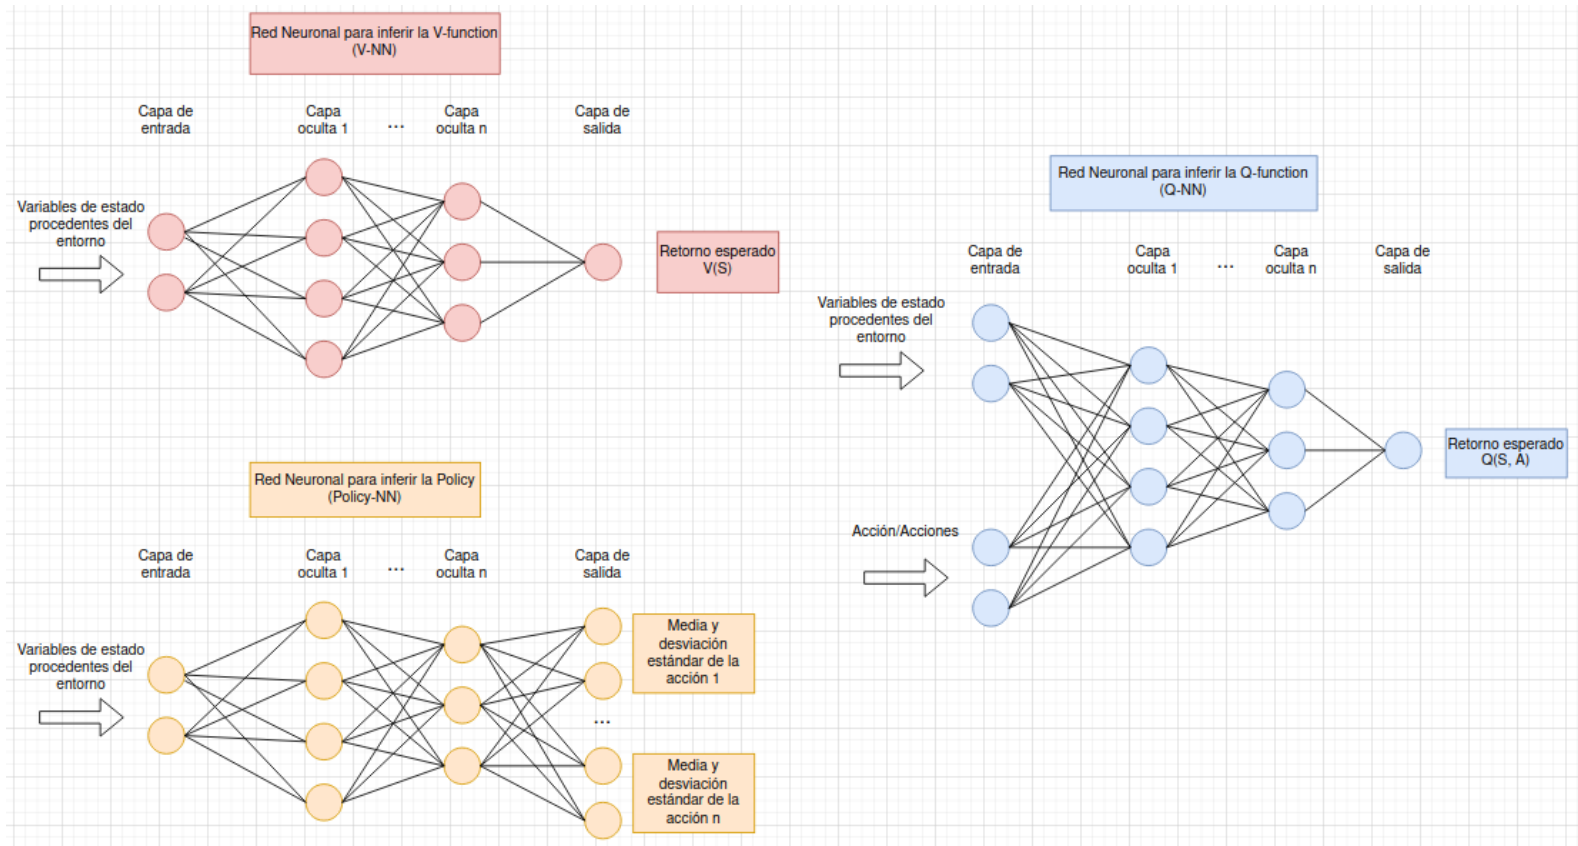 Red Neuronal para inferir la V-function
(V-NN)
Capa de
entrada
Capa
oculta 1
...
Capa
oculta n
Capa de
salida
Variables de estado
procedentes del
entorno
Retorno esperado
V(S)
Red Neuronal para inferir la Policy
(Policy-NN)
Capa de
entrada
Capa
oculta 1
...
Capa
oculta n
Capa de
salida
Variables de estado
procedentes del
entorno
Media y
desviación
estándar de la
acción 1
...
Media y
desviación
estándar de la
acción n
Red Neuronal para inferir la Q-function
(Q-NN)
Capa de
entrada
Capa
oculta 1
...
Capa
oculta n
Capa de
salida
Variables de estado
procedentes del
entorno
Acción/Acciones
Retorno esperado
Q(S, A)